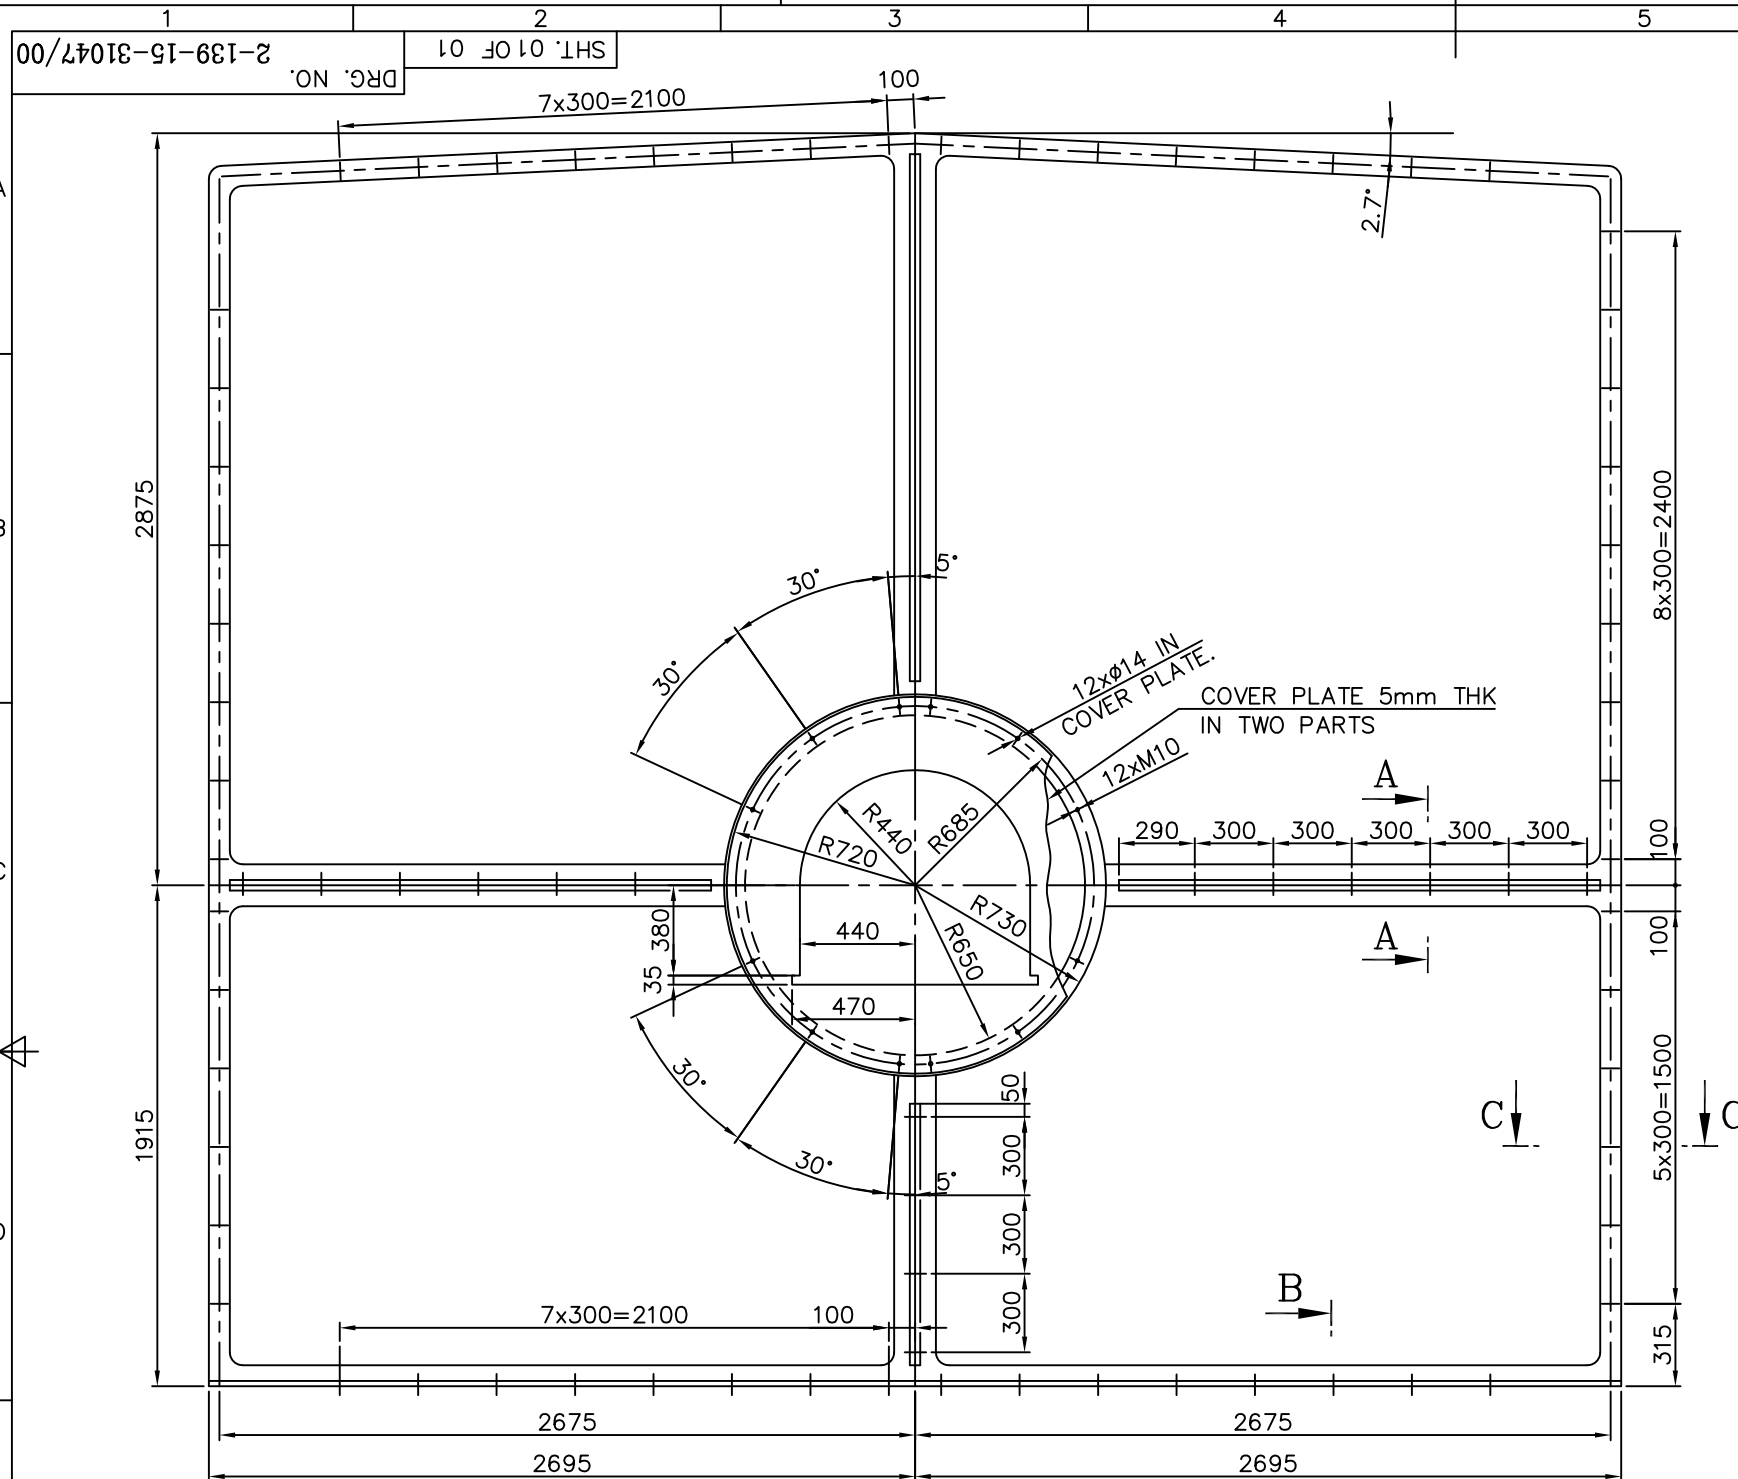 1 2 3 4 5
SHT. 01 OF 01
DRG. NO.
2-139-15-31047/00
7x300=2100
100
2.7°
2875
8x300=2400
30°
5°
30°
12xø14 IN
COVER PLATE.
COVER PLATE 5mm THK
IN TWO PARTS
12xM10
A
R440
R685
R720
290 300 300 300 300 300
100
380
440
R730
R650
A
100
35
470
30°
30°
5°
50
300
300
300
1915
C
C
5x300=1500
B
7x300=2100
100
315
2675
2675
2695
2695